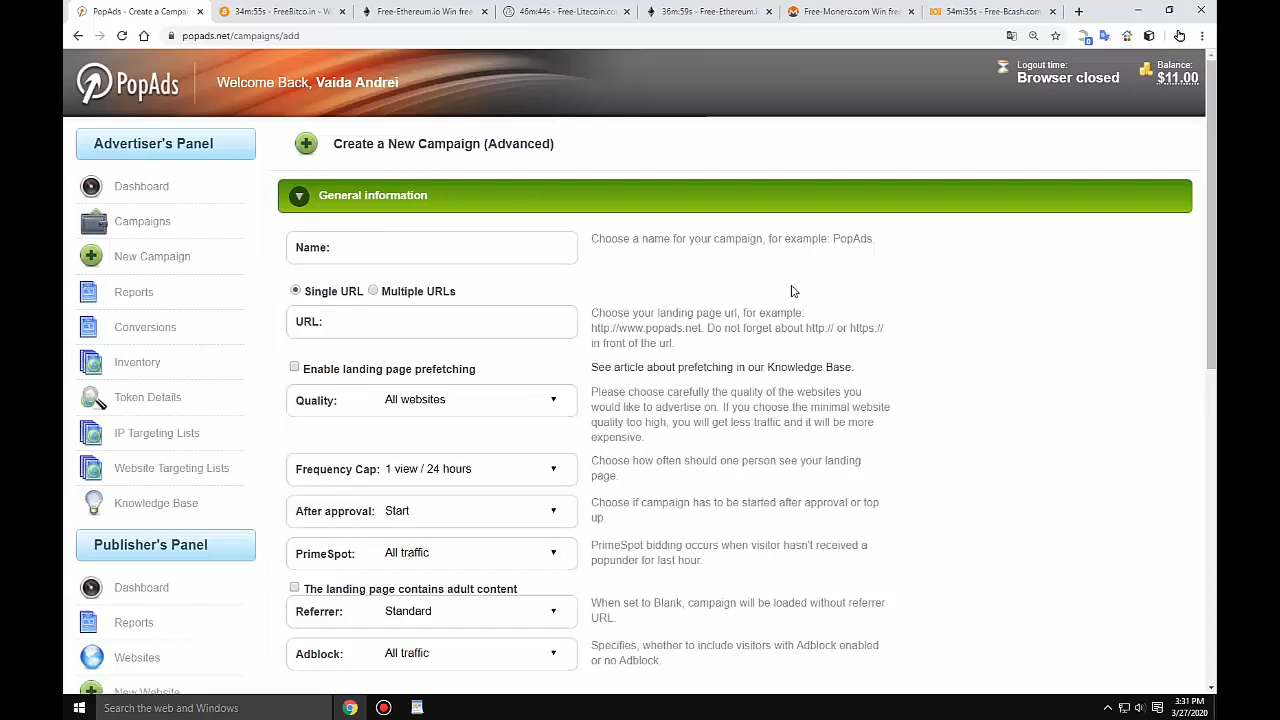 PopAds - Create a Campai
34m:55s - FreeBitco.in - W
Free-Ethereum.io Win free
46m:44s - Free-Litecoin.com
36m:59s - Free-Ethereum.io
Free-Monero.com Win free
54m:35s - Free-Bcash.com
popads.net/campaigns/add
PopAds
Welcome Back, Vaida Andrei
Logout time:
Browser closed
Balance:
$11.00
Advertiser's Panel
Dashboard
Campaigns
New Campaign
Reports
Conversions
Inventory
Token Details
IP Targeting Lists
Website Targeting Lists
Knowledge Base
Publisher's Panel
Dashboard
Reports
Websites
New Website
Create a New Campaign (Advanced)
General information
Name:
Choose a name for your campaign, for example: PopAds.
Single URL Multiple URLs
URL:
Choose your landing page url, for example:
http://www.popads.net. Do not forget about http:// or https://
in front of the url.
Enable landing page prefetching
See article about prefetching in our Knowledge Base.
Quality: All websites
Please choose carefully the quality of the websites you
would like to advertise on. If you choose the minimal website
quality too high, you will get less traffic and it will be more
expensive.
Frequency Cap: 1 view / 24 hours
Choose how often should one person see your landing
page.
After approval: Start
Choose if campaign has to be started after approval or top
up.
PrimeSpot: All traffic
PrimeSpot bidding occurs when visitor hasn't received a
popunder for last hour.
The landing page contains adult content
Referrer: Standard
When set to Blank, campaign will be loaded without referrer
URL.
Adblock: All traffic
Specifies, whether to include visitors with Adblock enabled
or no Adblock.
Search the web and Windows
3:31 PM
3/27/2020